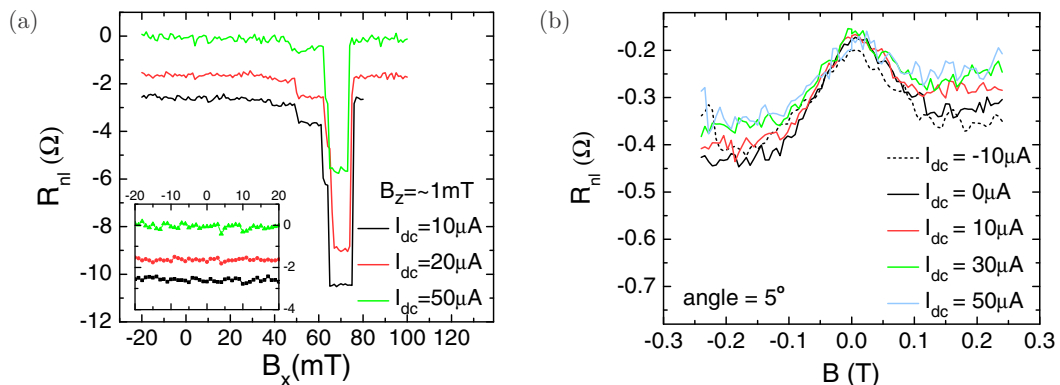 (a)
R_nl (Ω)
0
-2
-4
-6
-8
-10
-12
B_z=~1mT
I_dc=10µA
I_dc=20µA
I_dc=50µA
-20 -10 0 10 20
0
-2
-4
-20 0 20 40 60 80 100 120
B_x(mT)
(b)
R_nl (Ω)
-0.2
-0.3
-0.4
-0.5
-0.6
-0.7
I_dc = -10µA
I_dc = 0µA
I_dc = 10µA
I_dc = 30µA
I_dc = 50µA
angle = 5°
-0.3 -0.2 -0.1 0.0 0.1 0.2 0.3
B (T)